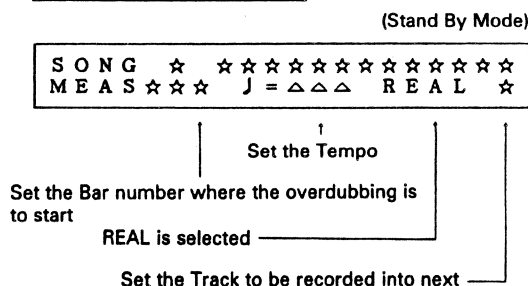 (Stand By Mode)
SONG ☆ ☆☆☆☆☆☆☆☆☆☆☆☆☆
MEAS☆☆☆ ♩=△△△ REAL ☆
Set the Tempo
Set the Bar number where the overdubbing is
to start
REAL is selected
Set the Track to be recorded into next